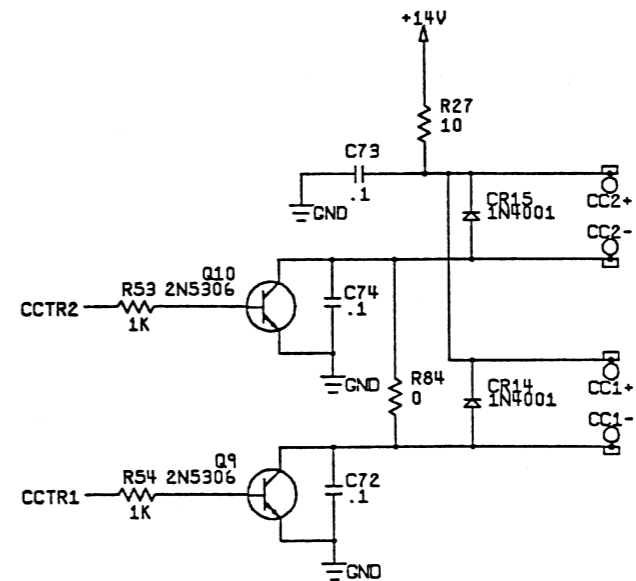 +14V
R27
10
C73
.1
GND
CR15
1N4001
CC2+
CC2-
Q10
R53 2N5306
CCTR2
1K
C74
.1
GND
R84
0
CR14
1N4001
CC1+
CC1-
Q9
R54 2N5306
CCTR1
1K
C72
.1
GND